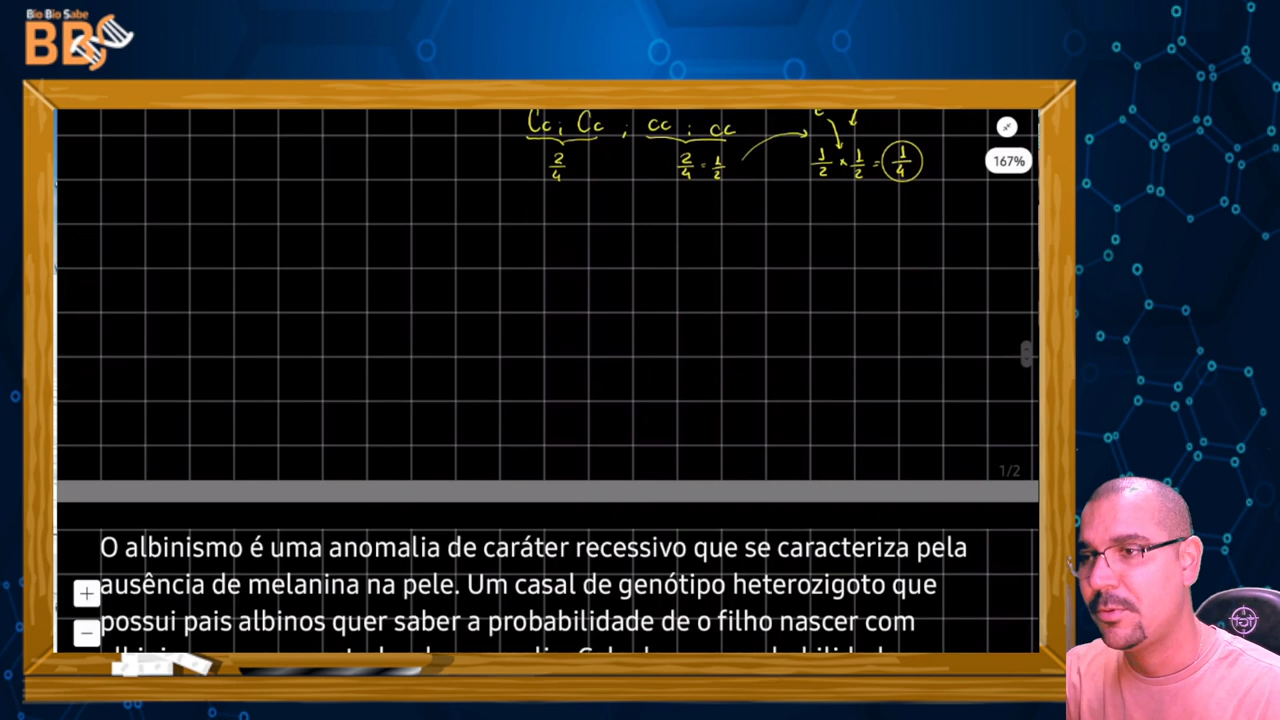 Bio Bio Sabe
BBS
Cc ; Cc ; cc ; cc
2/4 2/4 = 1/2 1/2 x 1/2 = 1/4
167%
1/2
O albinismo é uma anomalia de caráter recessivo que se caracteriza pela
+ ausência de melanina na pele. Um casal de genótipo heterozigoto que
− possui pais albinos quer saber a probabilidade de o filho nascer com